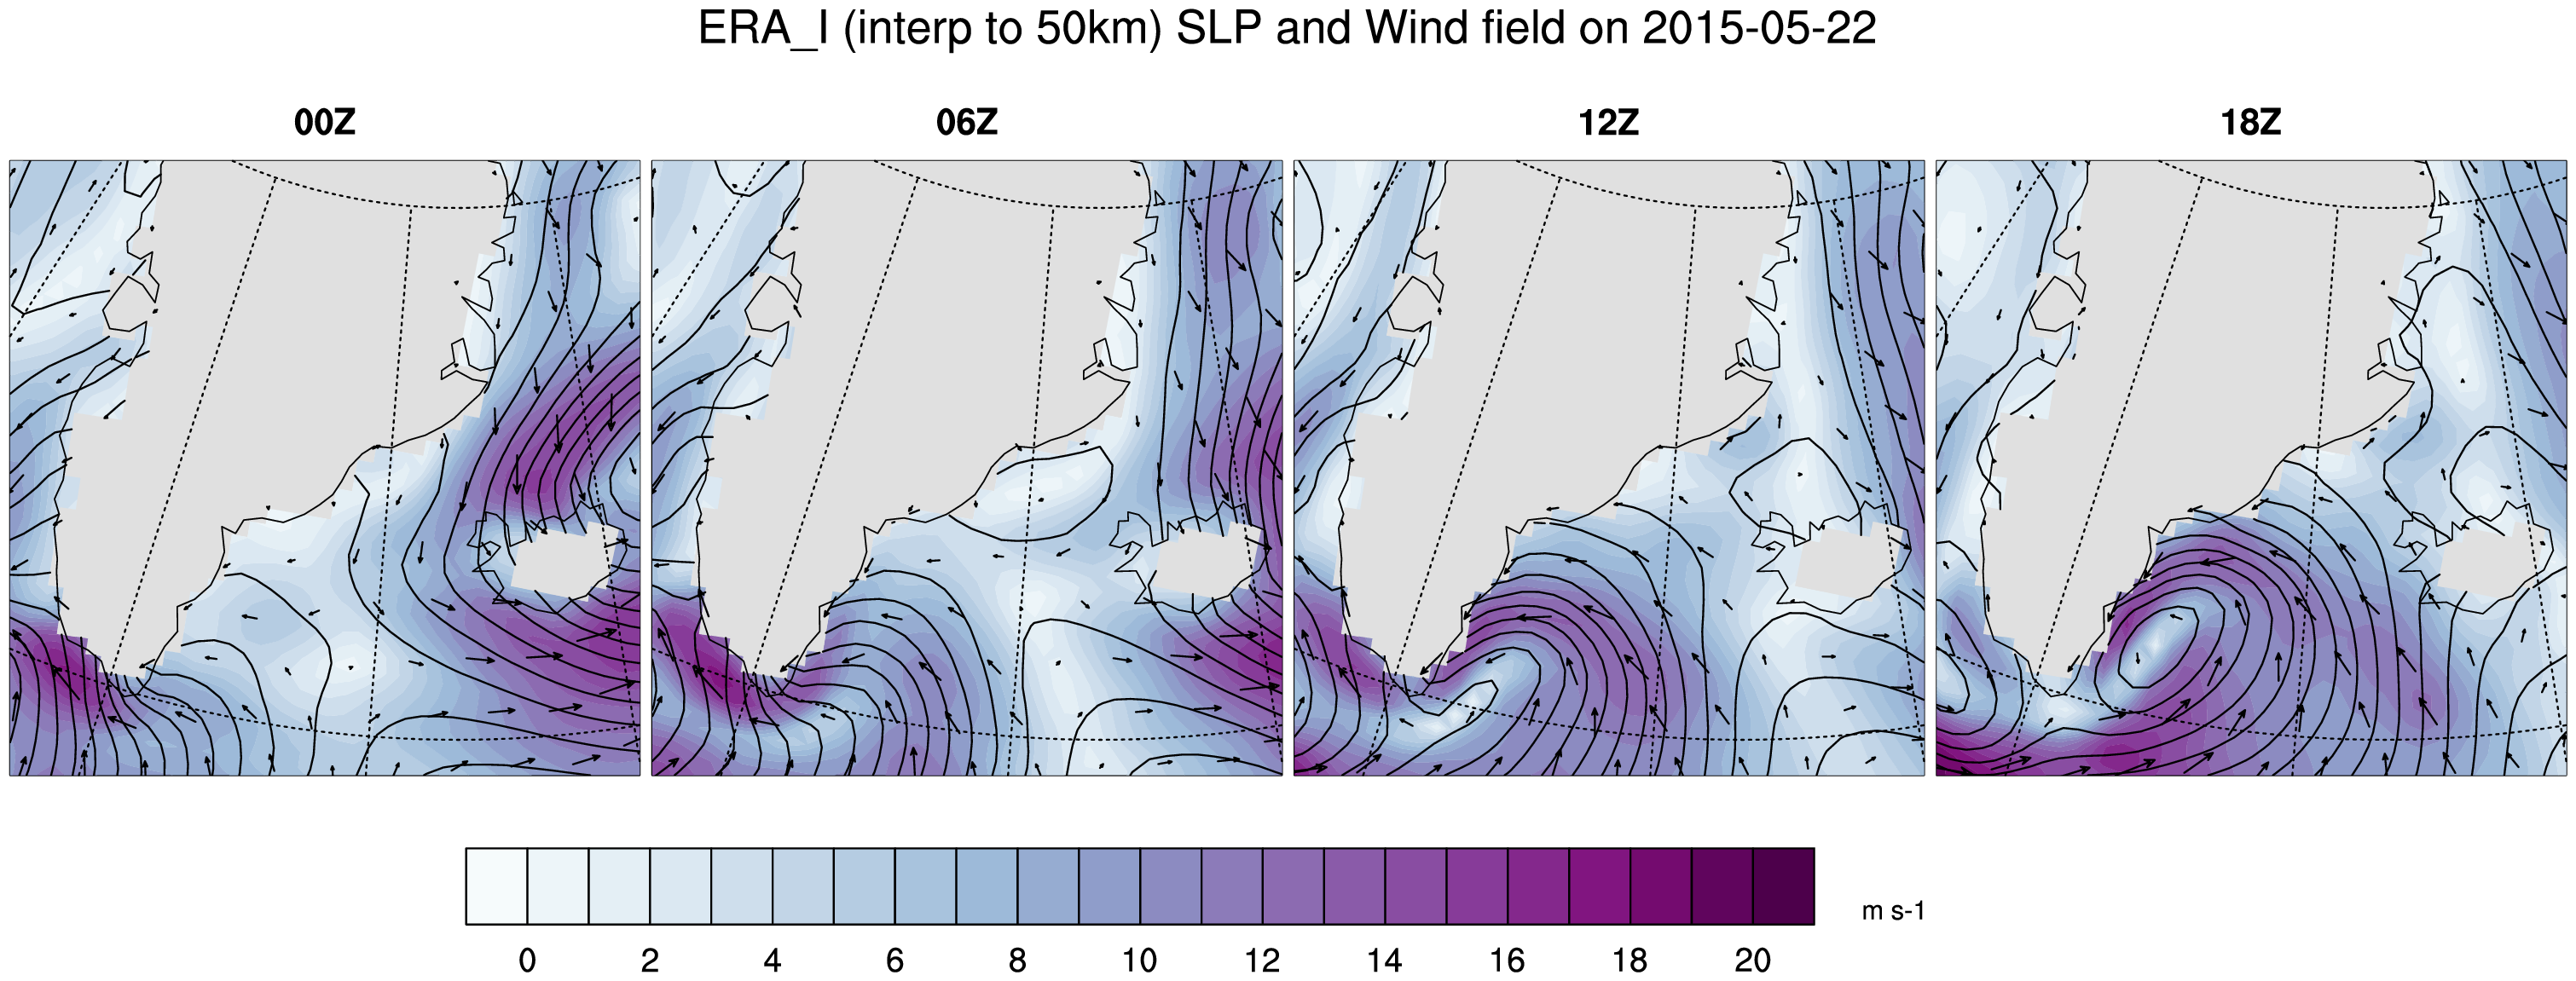 ERA_I (interp to 50km) SLP and Wind field on 2015-05-22
00Z 06Z 12Z 18Z
m s-1
0 2 4 6 8 10 12 14 16 18 20